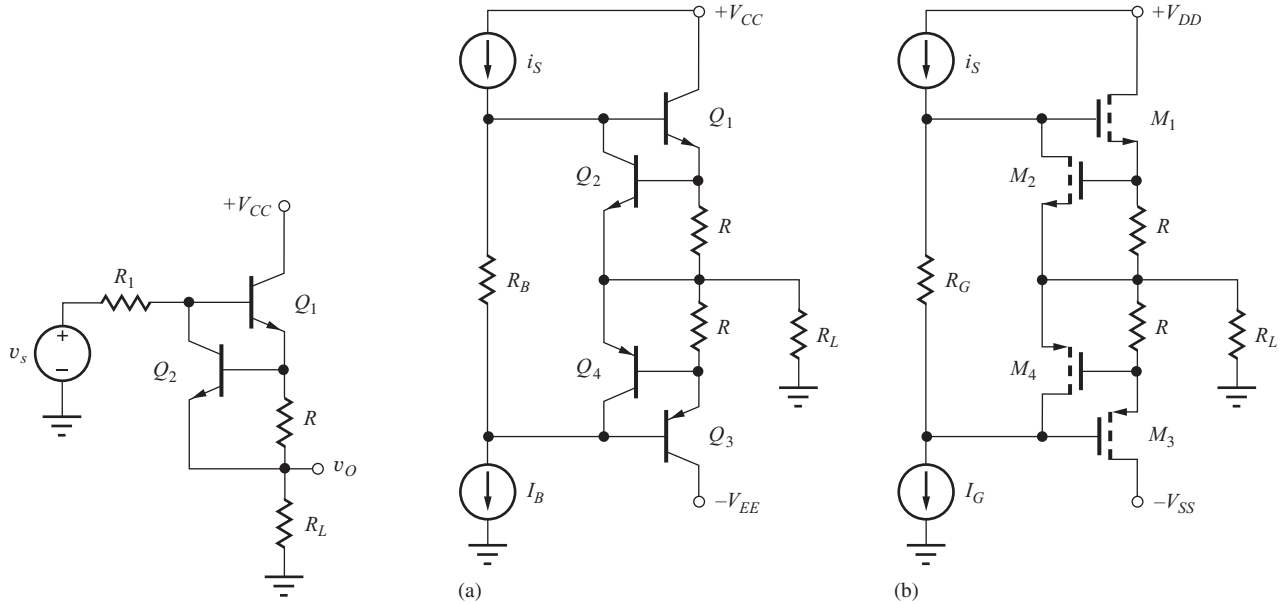 +V_CC
R_1
Q_1
v_s
Q_2
R
v_O
R_L
+V_CC
i_S
Q_1
Q_2
R
R_B
R
R_L
Q_4
Q_3
I_B
−V_EE
(a)
+V_DD
i_S
M_1
M_2
R
R_G
R
R_L
M_4
M_3
I_G
−V_SS
(b)